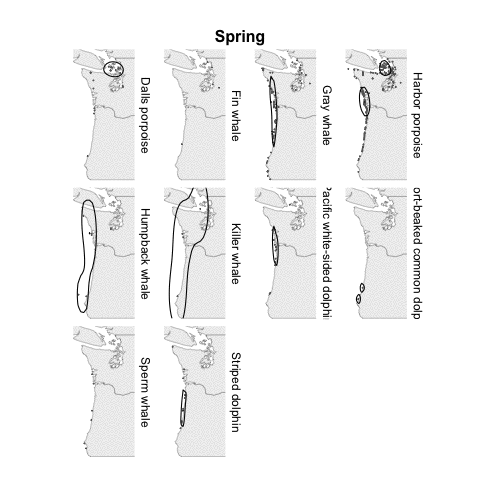 Spring
Dalls porpoise
Fin whale
Gray whale
Harbor porpoise
Humpback whale
Killer whale
Pacific white-sided dolphi
ort-beaked common dolp
Sperm whale
Striped dolphin